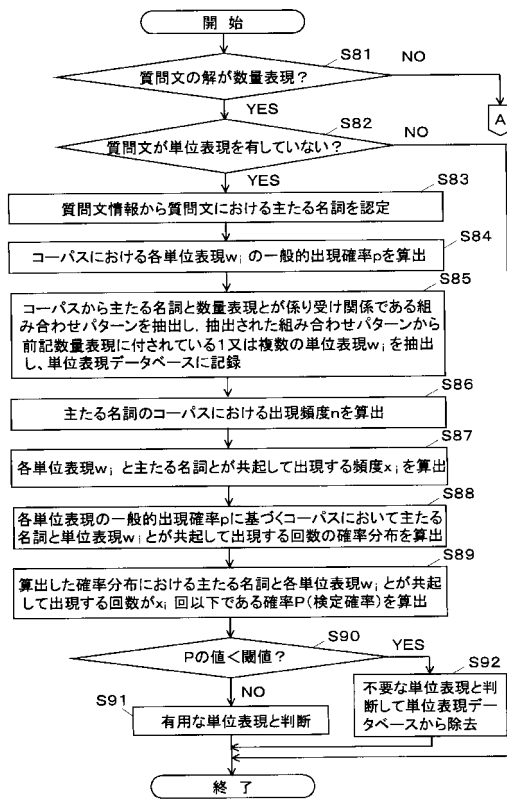 開 始
S81
NO
質問文の解が数量表現？
A
YES
S82
NO
質問文が単位表現を有していない？
YES
S83
質問文情報から質問文における主たる名詞を認定
S84
コーパスにおける各単位表現wiの一般的出現確率pを算出
S85
コーパスから主たる名詞と数量表現とが係り受け関係である組
み合わせパターンを抽出し，抽出された組み合わせパターンから
前記数量表現に付されている1又は複数の単位表現wiを抽出
し、単位表現データベースに記録
S86
主たる名詞のコーパスにおける出現頻度nを算出
S87
各単位表現wiと主たる名詞とが共起して出現する頻度xiを算出
S88
各単位表現の一般的出現確率pに基づくコーパスにおいて主たる
名詞と単位表現wiとが共起して出現する回数の確率分布を算出
S89
算出した確率分布における主たる名詞と各単位表現wiとが共起
して出現する回数がxi回以下である確率P(検定確率)を算出
S90
Pの値<閾値？
YES
S92
NO
S91
有用な単位表現と判断
不要な単位表現と判
断して単位表現デー
タベースから除去
終 了